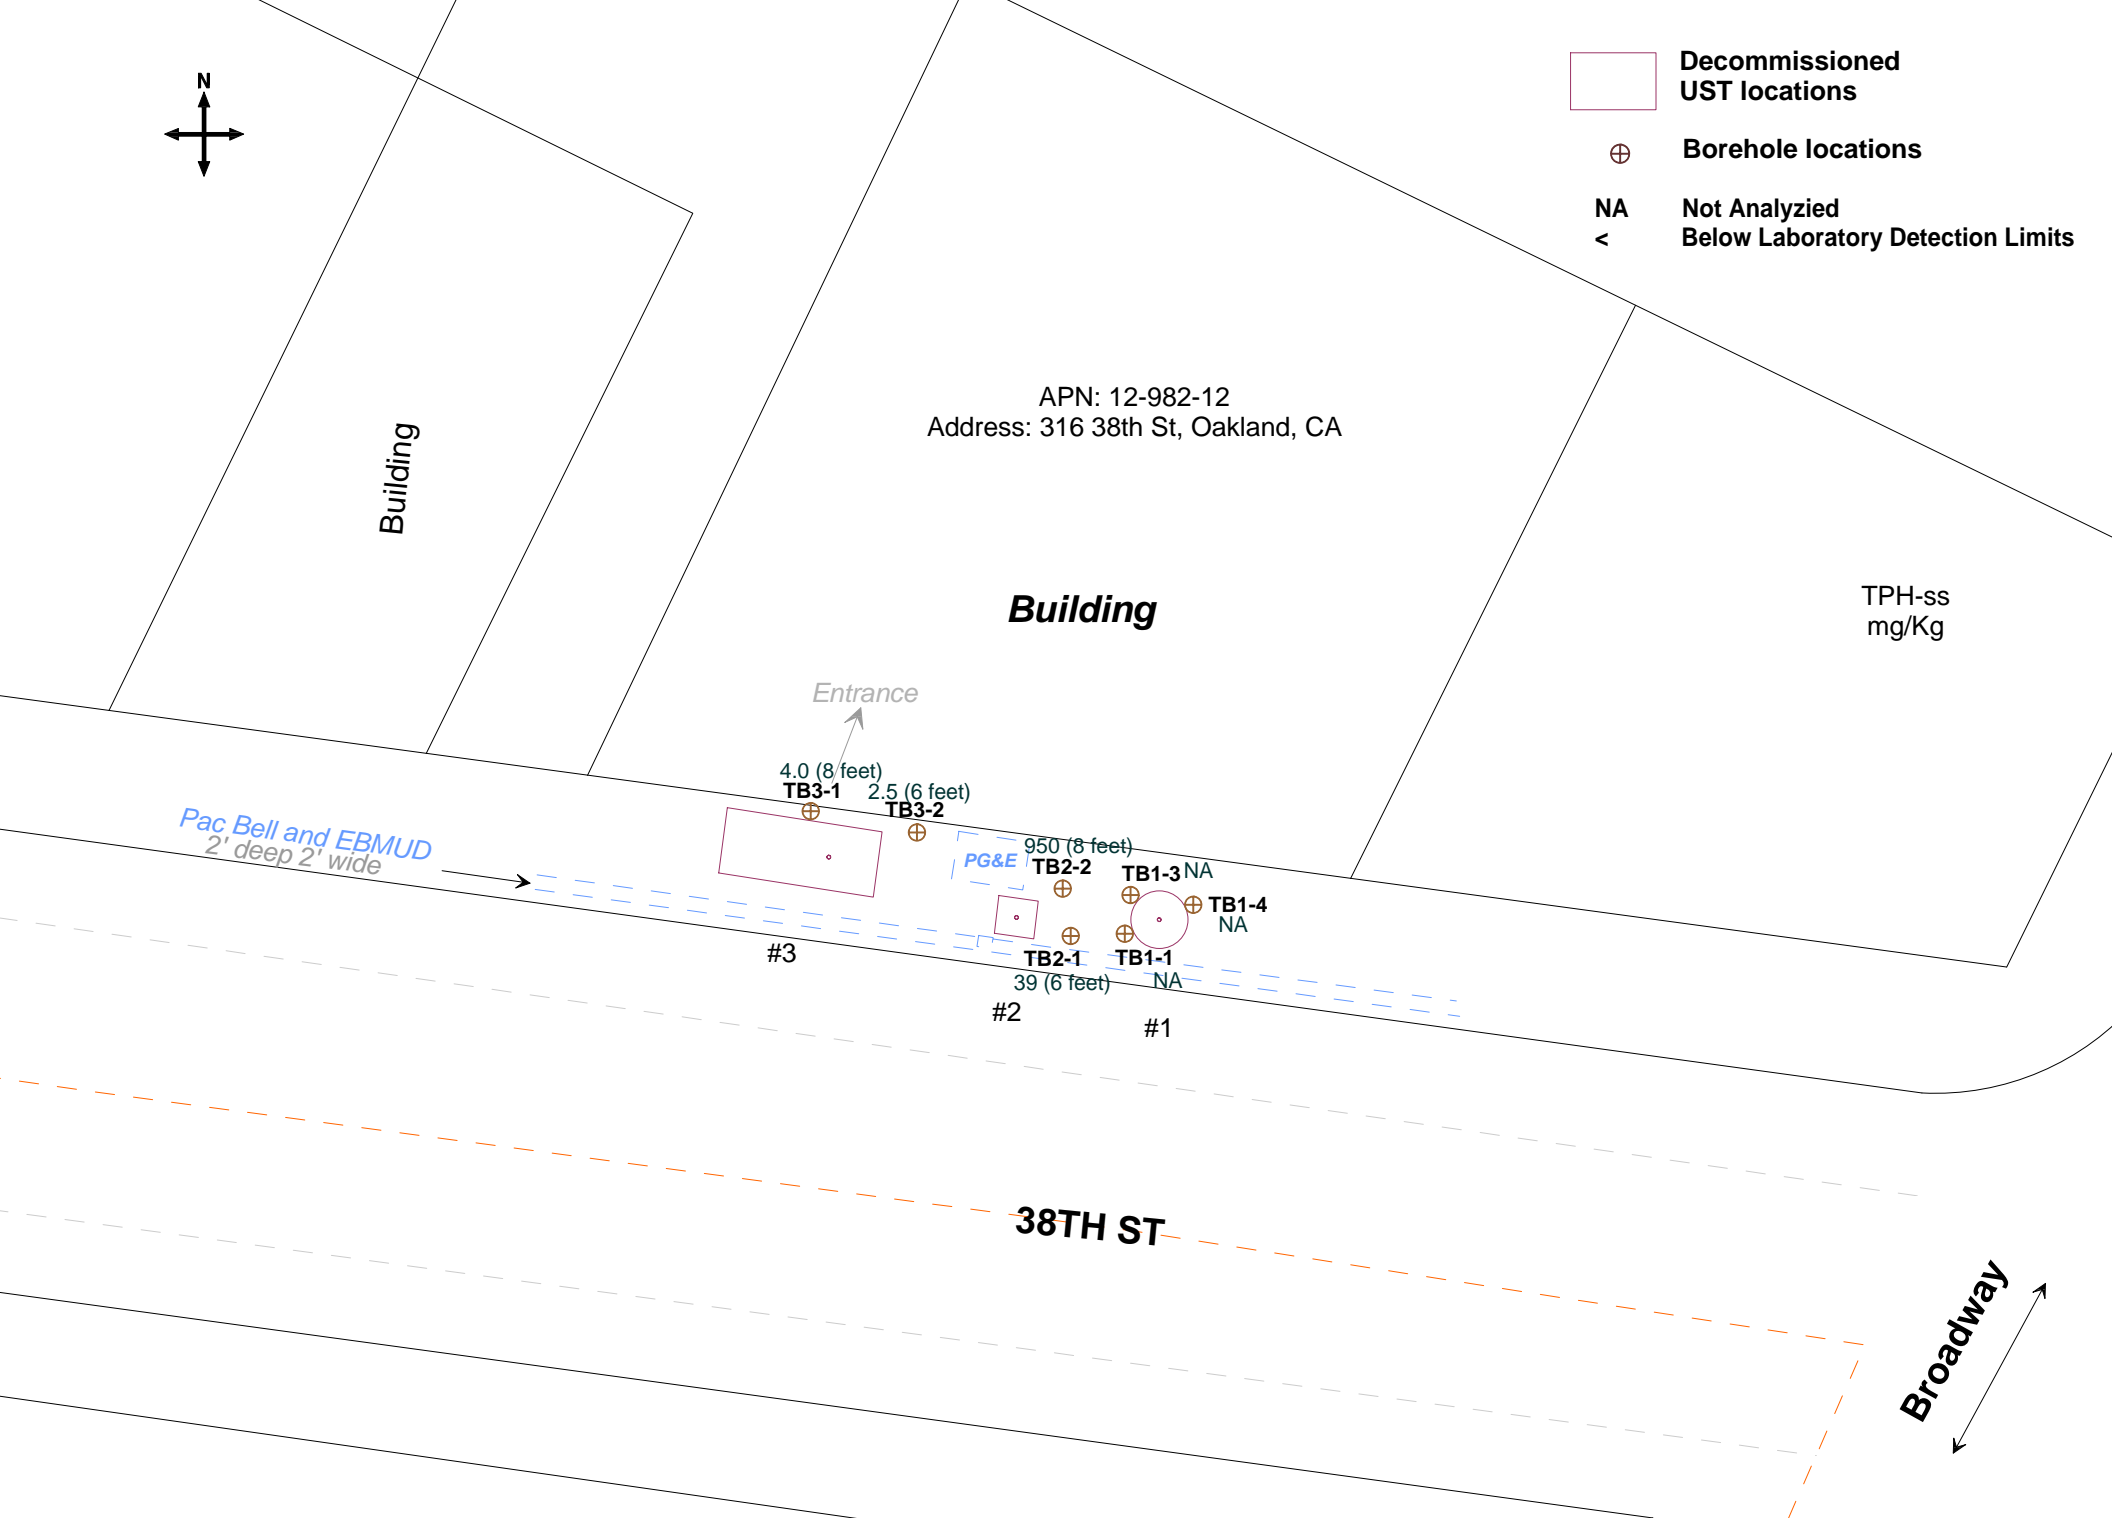 N
Decommissioned
UST locations
Borehole locations
NA Not Analyzied
< Below Laboratory Detection Limits
APN: 12-982-12
Address: 316 38th St, Oakland, CA
Building
Building
TPH-ss
mg/Kg
Entrance
4.0 (8 feet)
TB3-1
2.5 (6 feet)
TB3-2
Pac Bell and EBMUD
2' deep 2' wide
PG&E
950 (8 feet)
TB2-2
TB1-3 NA
TB1-4
NA
TB2-1
39 (6 feet)
TB1-1
NA
#3
#2
#1
38TH ST
Broadway